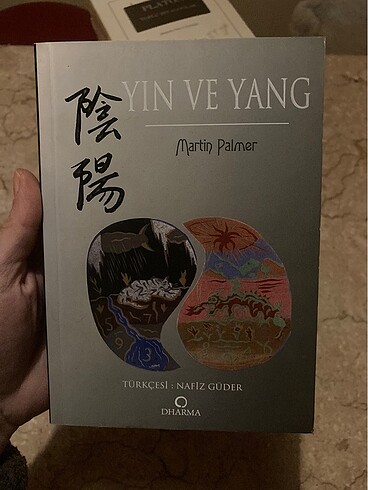 YIN VE YANG
陰
陽
Martin Palmer
TÜRKÇESİ : NAFİZ GÜDER
DHARMA